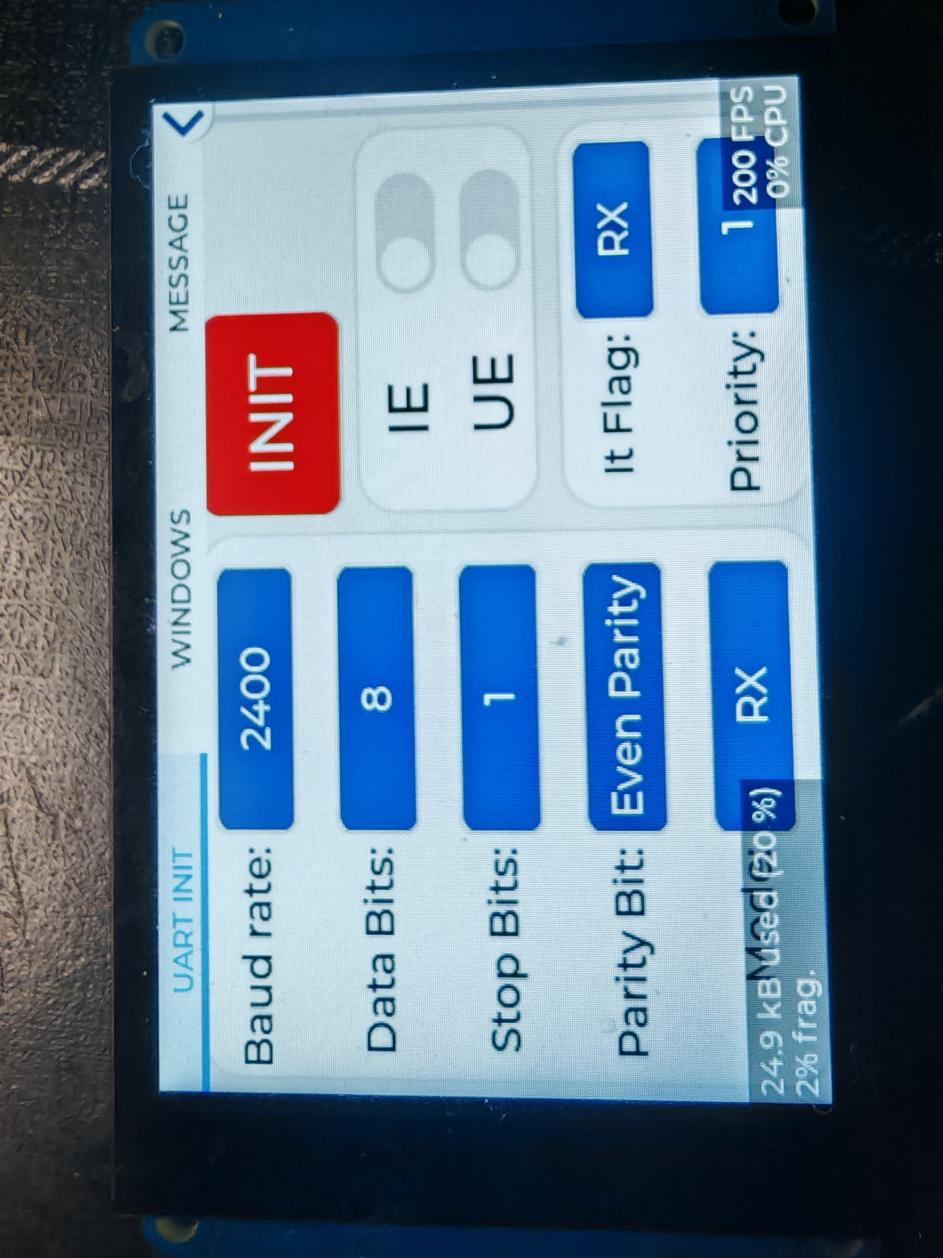 UART INIT
WINDOWS
MESSAGE
Baud rate:
2400
Data Bits:
8
Stop Bits:
1
Parity Bit:
Even Parity
Mode:
RX
INIT
IE
UE
It Flag:
RX
Priority:
1
24.9 kB used (20 %)
2% frag.
200 FPS
0% CPU